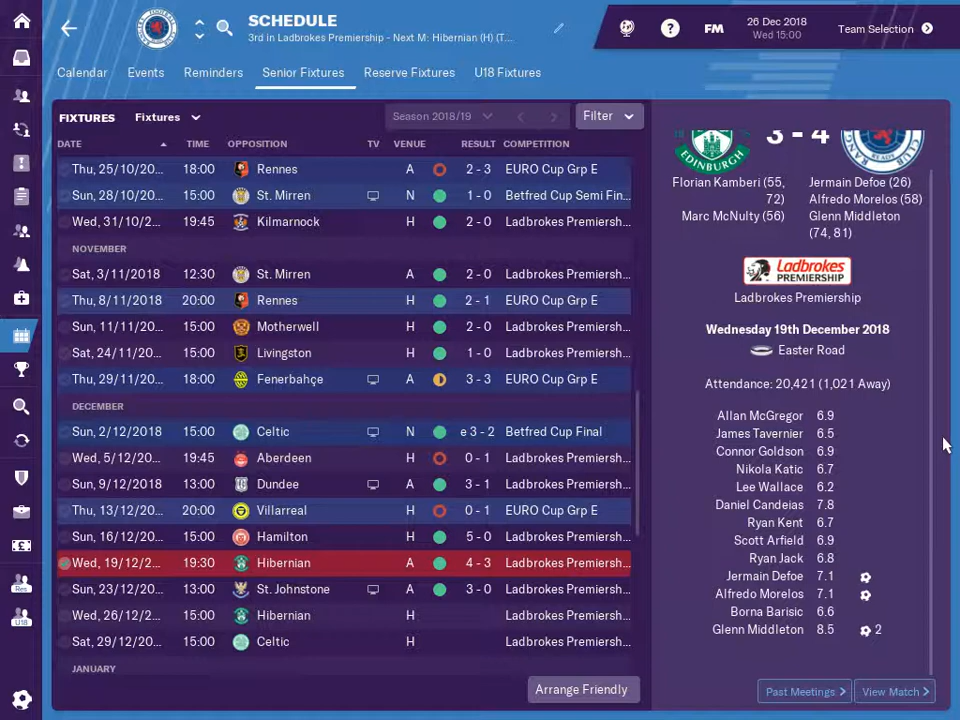 SCHEDULE
3rd in Ladbrokes Premiership - Next M: Hibernian (H) (T...
? FM
26 Dec 2018
Wed 15:00
Team Selection
Calendar Events Reminders Senior Fixtures Reserve Fixtures U18 Fixtures
FIXTURES Fixtures Season 2018/19 Filter
DATE TIME OPPOSITION TV VENUE RESULT COMPETITION
Thu, 25/10/20... 18:00 Rennes A 2 - 3 EURO Cup Grp E
Sun, 28/10/20... 15:00 St. Mirren N 1 - 0 Betfred Cup Semi Fin...
Wed, 31/10/2... 19:45 Kilmarnock H 2 - 0 Ladbrokes Premiersh...
NOVEMBER
Sat, 3/11/2018 12:30 St. Mirren A 2 - 0 Ladbrokes Premiersh...
Thu, 8/11/2018 20:00 Rennes H 2 - 1 EURO Cup Grp E
Sun, 11/11/20... 15:00 Motherwell H 2 - 0 Ladbrokes Premiersh...
Sat, 24/11/20... 15:00 Livingston H 1 - 0 Ladbrokes Premiersh...
Thu, 29/11/20... 18:00 Fenerbahçe A 3 - 3 EURO Cup Grp E
DECEMBER
Sun, 2/12/2018 15:00 Celtic N e 3 - 2 Betfred Cup Final
Wed, 5/12/20... 19:45 Aberdeen H 0 - 1 Ladbrokes Premiersh...
Sun, 9/12/2018 13:00 Dundee A 3 - 1 Ladbrokes Premiersh...
Thu, 13/12/20... 20:00 Villarreal H 0 - 1 EURO Cup Grp E
Sun, 16/12/20... 15:00 Hamilton H 5 - 0 Ladbrokes Premiersh...
Wed, 19/12/2... 19:30 Hibernian A 4 - 3 Ladbrokes Premiersh...
Sun, 23/12/20... 13:00 St. Johnstone A 3 - 0 Ladbrokes Premiersh...
Wed, 26/12/20... 15:00 Hibernian H Ladbrokes Premiersh...
Sat, 29/12/20... 15:00 Celtic H Ladbrokes Premiersh...
JANUARY
Arrange Friendly
EDINBURGH
3 - 4
READY
Florian Kamberi (55,
72)
Marc McNulty (56)
Jermain Defoe (26)
Alfredo Morelos (58)
Glenn Middleton
(74, 81)
Ladbrokes
PREMIERSHIP
Ladbrokes Premiership
Wednesday 19th December 2018
Easter Road
Attendance: 20,421 (1,021 Away)
Allan McGregor 6.9
James Tavernier 6.5
Connor Goldson 6.9
Nikola Katic 6.7
Lee Wallace 6.2
Daniel Candeias 7.8
Ryan Kent 6.7
Scott Arfield 6.9
Ryan Jack 6.8
Jermain Defoe 7.1
Alfredo Morelos 7.1
Borna Barisic 6.6
Glenn Middleton 8.5 2
Past Meetings View Match
Res
U18